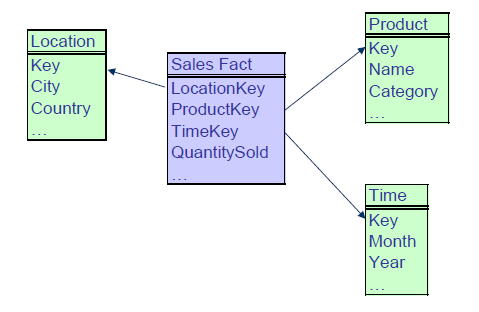 Location
Key
City
Country
...
Sales Fact
LocationKey
ProductKey
TimeKey
QuantitySold
...
Product
Key
Name
Category
...
Time
Key
Month
Year
...